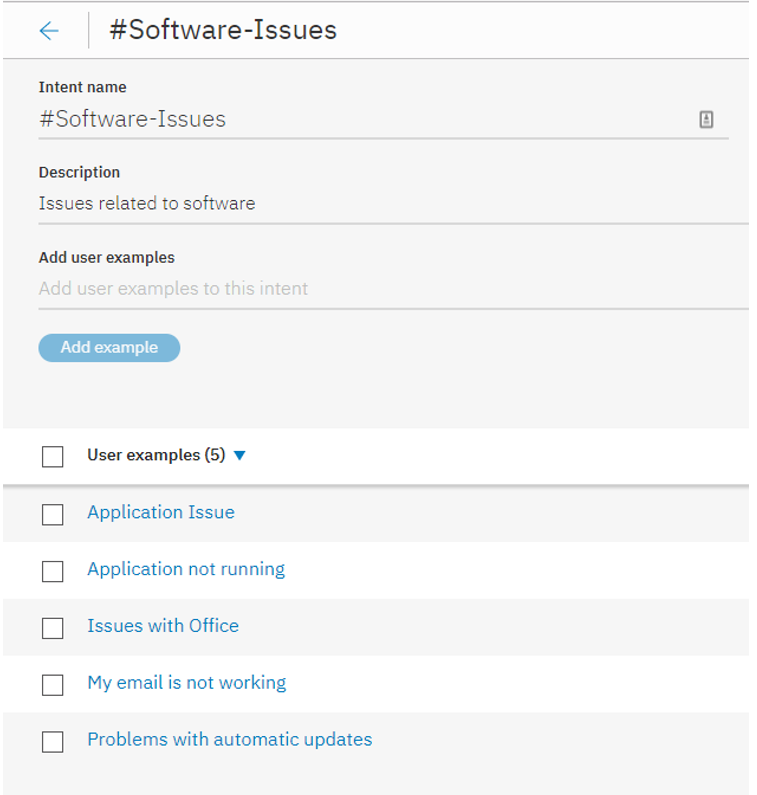 #Software-Issues
Intent name
#Software-Issues
Description
Issues related to software
Add user examples
Add user examples to this intent
Add example
User examples (5) ▼
Application Issue
Application not running
Issues with Office
My email is not working
Problems with automatic updates